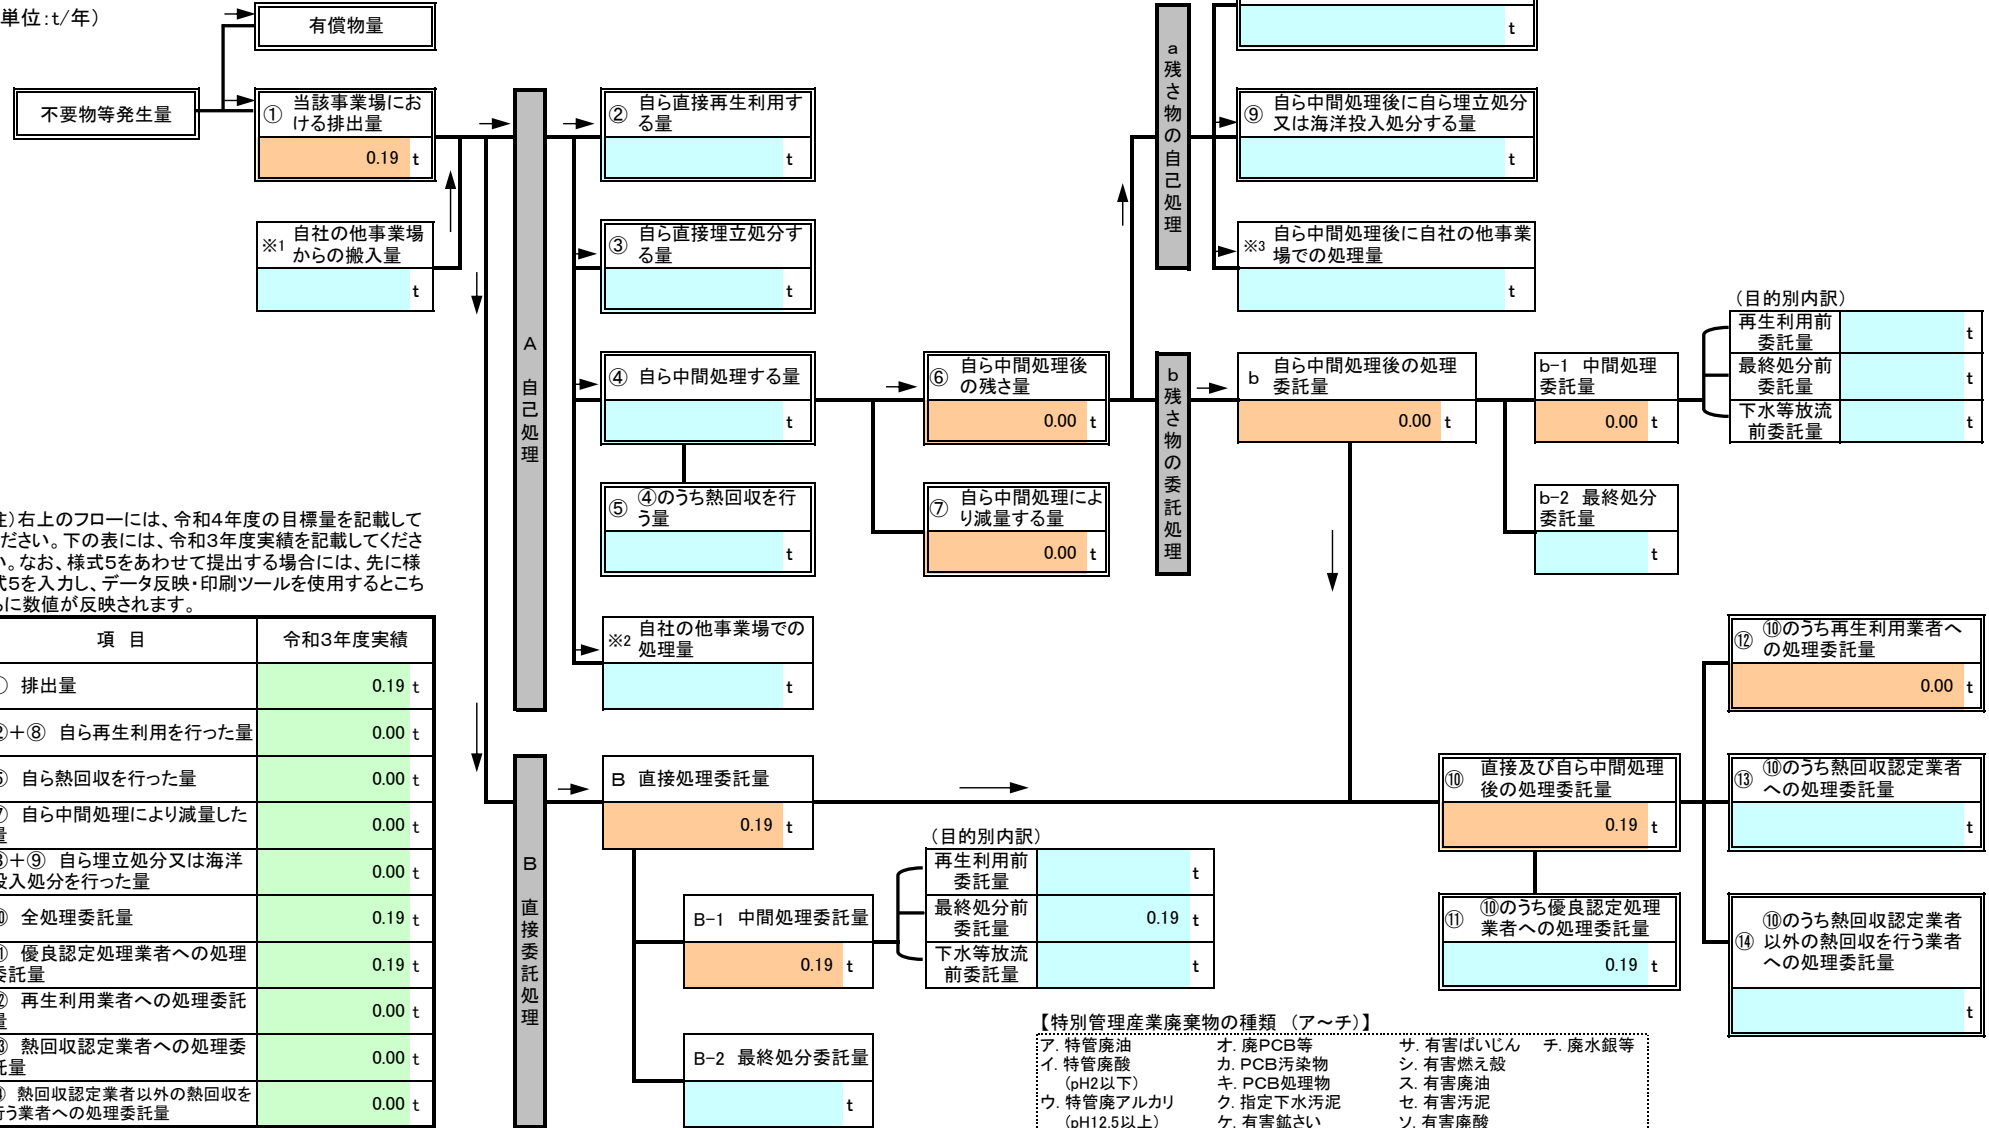 単位:t/年)
有償物量
不要物等発生量
① 当該事業場にお
ける排出量
0.19 t
※1 自社の他事業場
からの搬入量
t
A 自己処理
② 自ら直接再生利用す
る量
t
③ 自ら直接埋立処分す
る量
t
④ 自ら中間処理する量
t
⑤ ④のうち熱回収を行
う量
t
※2 自社の他事業場での
処理量
t
⑥ 自ら中間処理後
の残さ量
0.00 t
⑦ 自ら中間処理によ
り減量する量
0.00 t
a 残さ物の自己処理
t
⑨ 自ら中間処理後に自ら埋立処分
又は海洋投入処分する量
t
※3 自ら中間処理後に自社の他事業
場での処理量
t
b 残さ物の委託処理
b 自ら中間処理後の処理
委託量
0.00 t
b-1 中間処理
委託量
0.00 t
b-2 最終処分
委託量
t
(目的別内訳)
再生利用前
委託量
t
最終処分前
委託量
t
下水等放流
前委託量
t
注)右上のフローには、令和4年度の目標量を記載して
ださい。下の表には、令和3年度実績を記載してくださ
い。なお、様式5をあわせて提出する場合には、先に様
式5を入力し、データ反映・印刷ツールを使用するとこち
らに数値が反映されます。
項 目 令和3年度実績
① 排出量 0.19 t
②+⑧ 自ら再生利用を行った量 0.00 t
⑤ 自ら熱回収を行った量 0.00 t
⑦ 自ら中間処理により減量した
量 0.00 t
③+⑨ 自ら埋立処分又は海洋
投入処分を行った量 0.00 t
⑩ 全処理委託量 0.19 t
⑪ 優良認定処理業者への処理
委託量 0.19 t
⑫ 再生利用業者への処理委託
量 0.00 t
⑬ 熱回収認定業者への処理委
託量 0.00 t
⑭ 熱回収認定業者以外の熱回収を
行う業者への処理委託量 0.00 t
B 直接委託処理
B 直接処理委託量
0.19 t
B-1 中間処理委託量
0.19 t
B-2 最終処分委託量
t
(目的別内訳)
再生利用前
委託量
t
最終処分前
委託量
0.19 t
下水等放流
前委託量
t
⑩ 直接及び自ら中間処理
後の処理委託量
0.19 t
⑪ ⑩のうち優良認定処理
業者への処理委託量
0.19 t
⑫ ⑩のうち再生利用業者へ
の処理委託量
0.00 t
⑬ ⑩のうち熱回収認定業者
への処理委託量
t
⑭ ⑩のうち熱回収認定業者
以外の熱回収を行う業者
への処理委託量
t
【特別管理産業廃棄物の種類 (ア～チ)】
ア. 特管廃油 オ. 廃PCB等 サ. 有害ばいじん チ. 廃水銀等
イ. 特管廃酸 カ. PCB汚染物 シ. 有害燃え殻
(pH2以下) キ. PCB処理物 ス. 有害廃油
ウ. 特管廃アルカリ ク. 指定下水汚泥 セ. 有害汚泥
(pH12.5以上) ケ. 有害鉱さい ソ. 有害廃酸